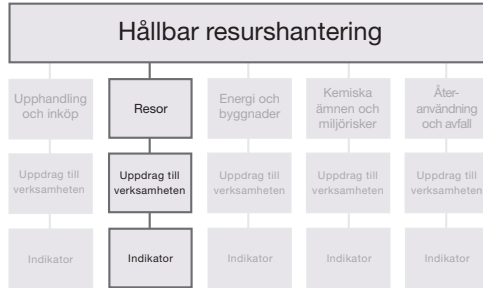 Hållbar resurshantering
Upphandling
och inköp
Resor
Energi och
byggnader
Kemiska
ämnen och
miljörisker
Åter-
användning
och avfall
Uppdrag till
verksamheten
Uppdrag till
verksamheten
Uppdrag till
verksamheten
Uppdrag till
verksamheten
Uppdrag till
verksamheten
Indikator
Indikator
Indikator
Indikator
Indikator